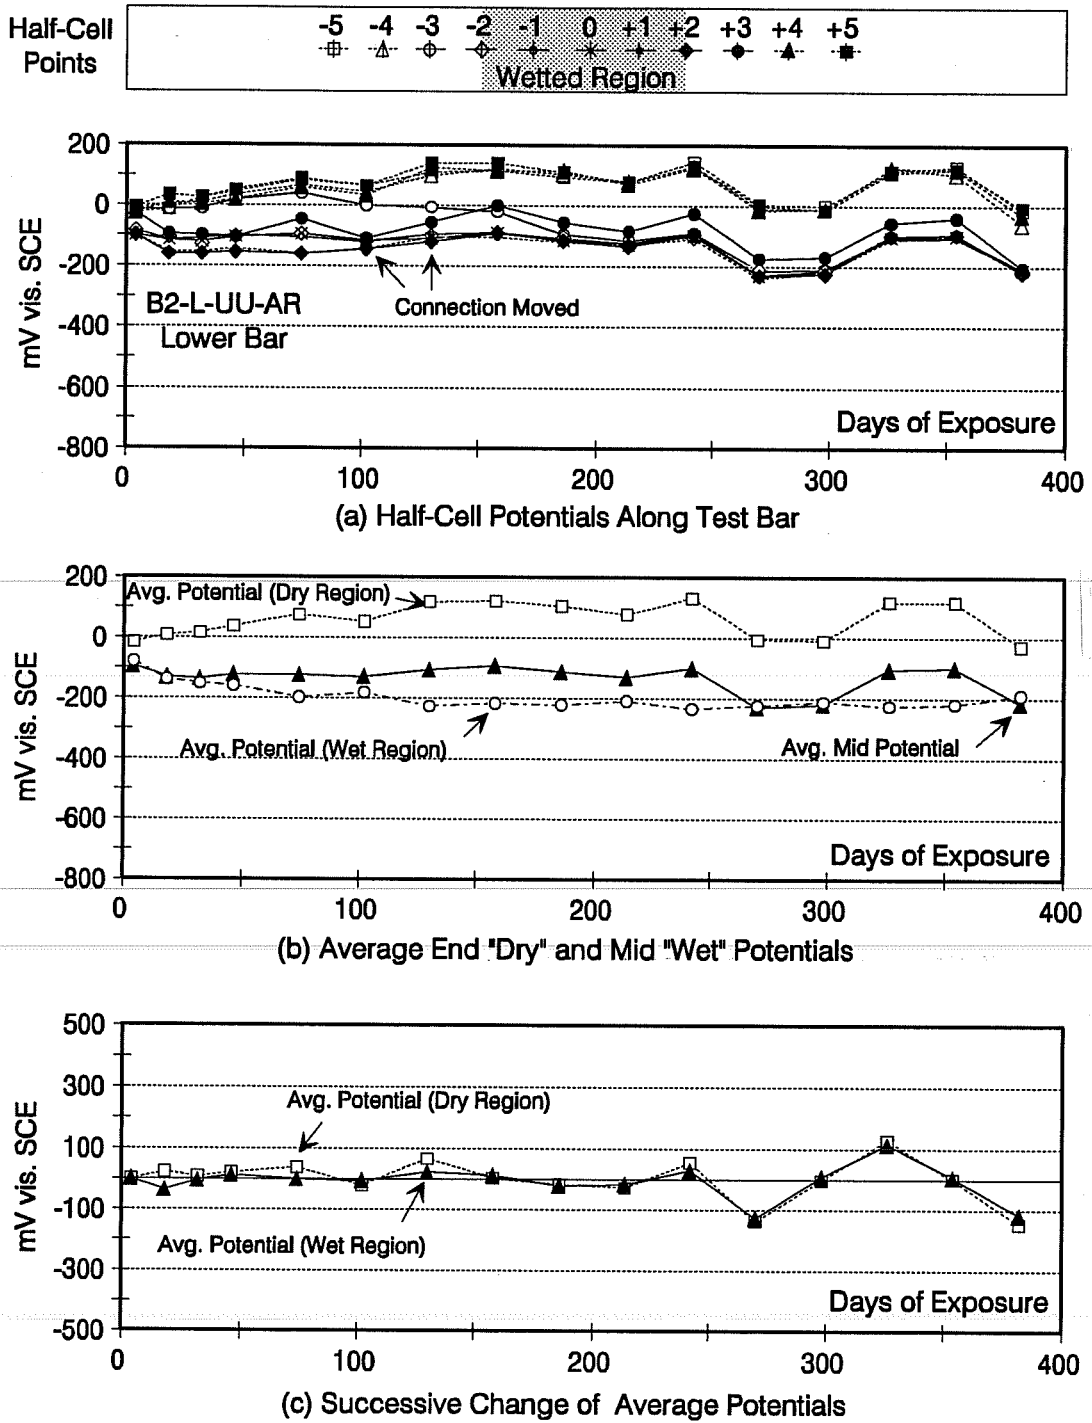 Half-Cell Points
-5 -4 -3 -2 -1 0 +1 +2 +3 +4 +5
Wetted Region
200
0
-200
-400
-600
-800
mV vis. SCE
B2-L-UU-AR
Lower Bar
Connection Moved
Days of Exposure
0 100 200 300 400
(a) Half-Cell Potentials Along Test Bar
200
0
-200
-400
-600
-800
mV vis. SCE
Avg. Potential (Dry Region)
Avg. Potential (Wet Region)
Avg. Mid Potential
Days of Exposure
0 100 200 300 400
(b) Average End "Dry" and Mid "Wet" Potentials
500
300
100
-100
-300
-500
mV vis. SCE
Avg. Potential (Dry Region)
Avg. Potential (Wet Region)
Days of Exposure
0 100 200 300 400
(c) Successive Change of Average Potentials